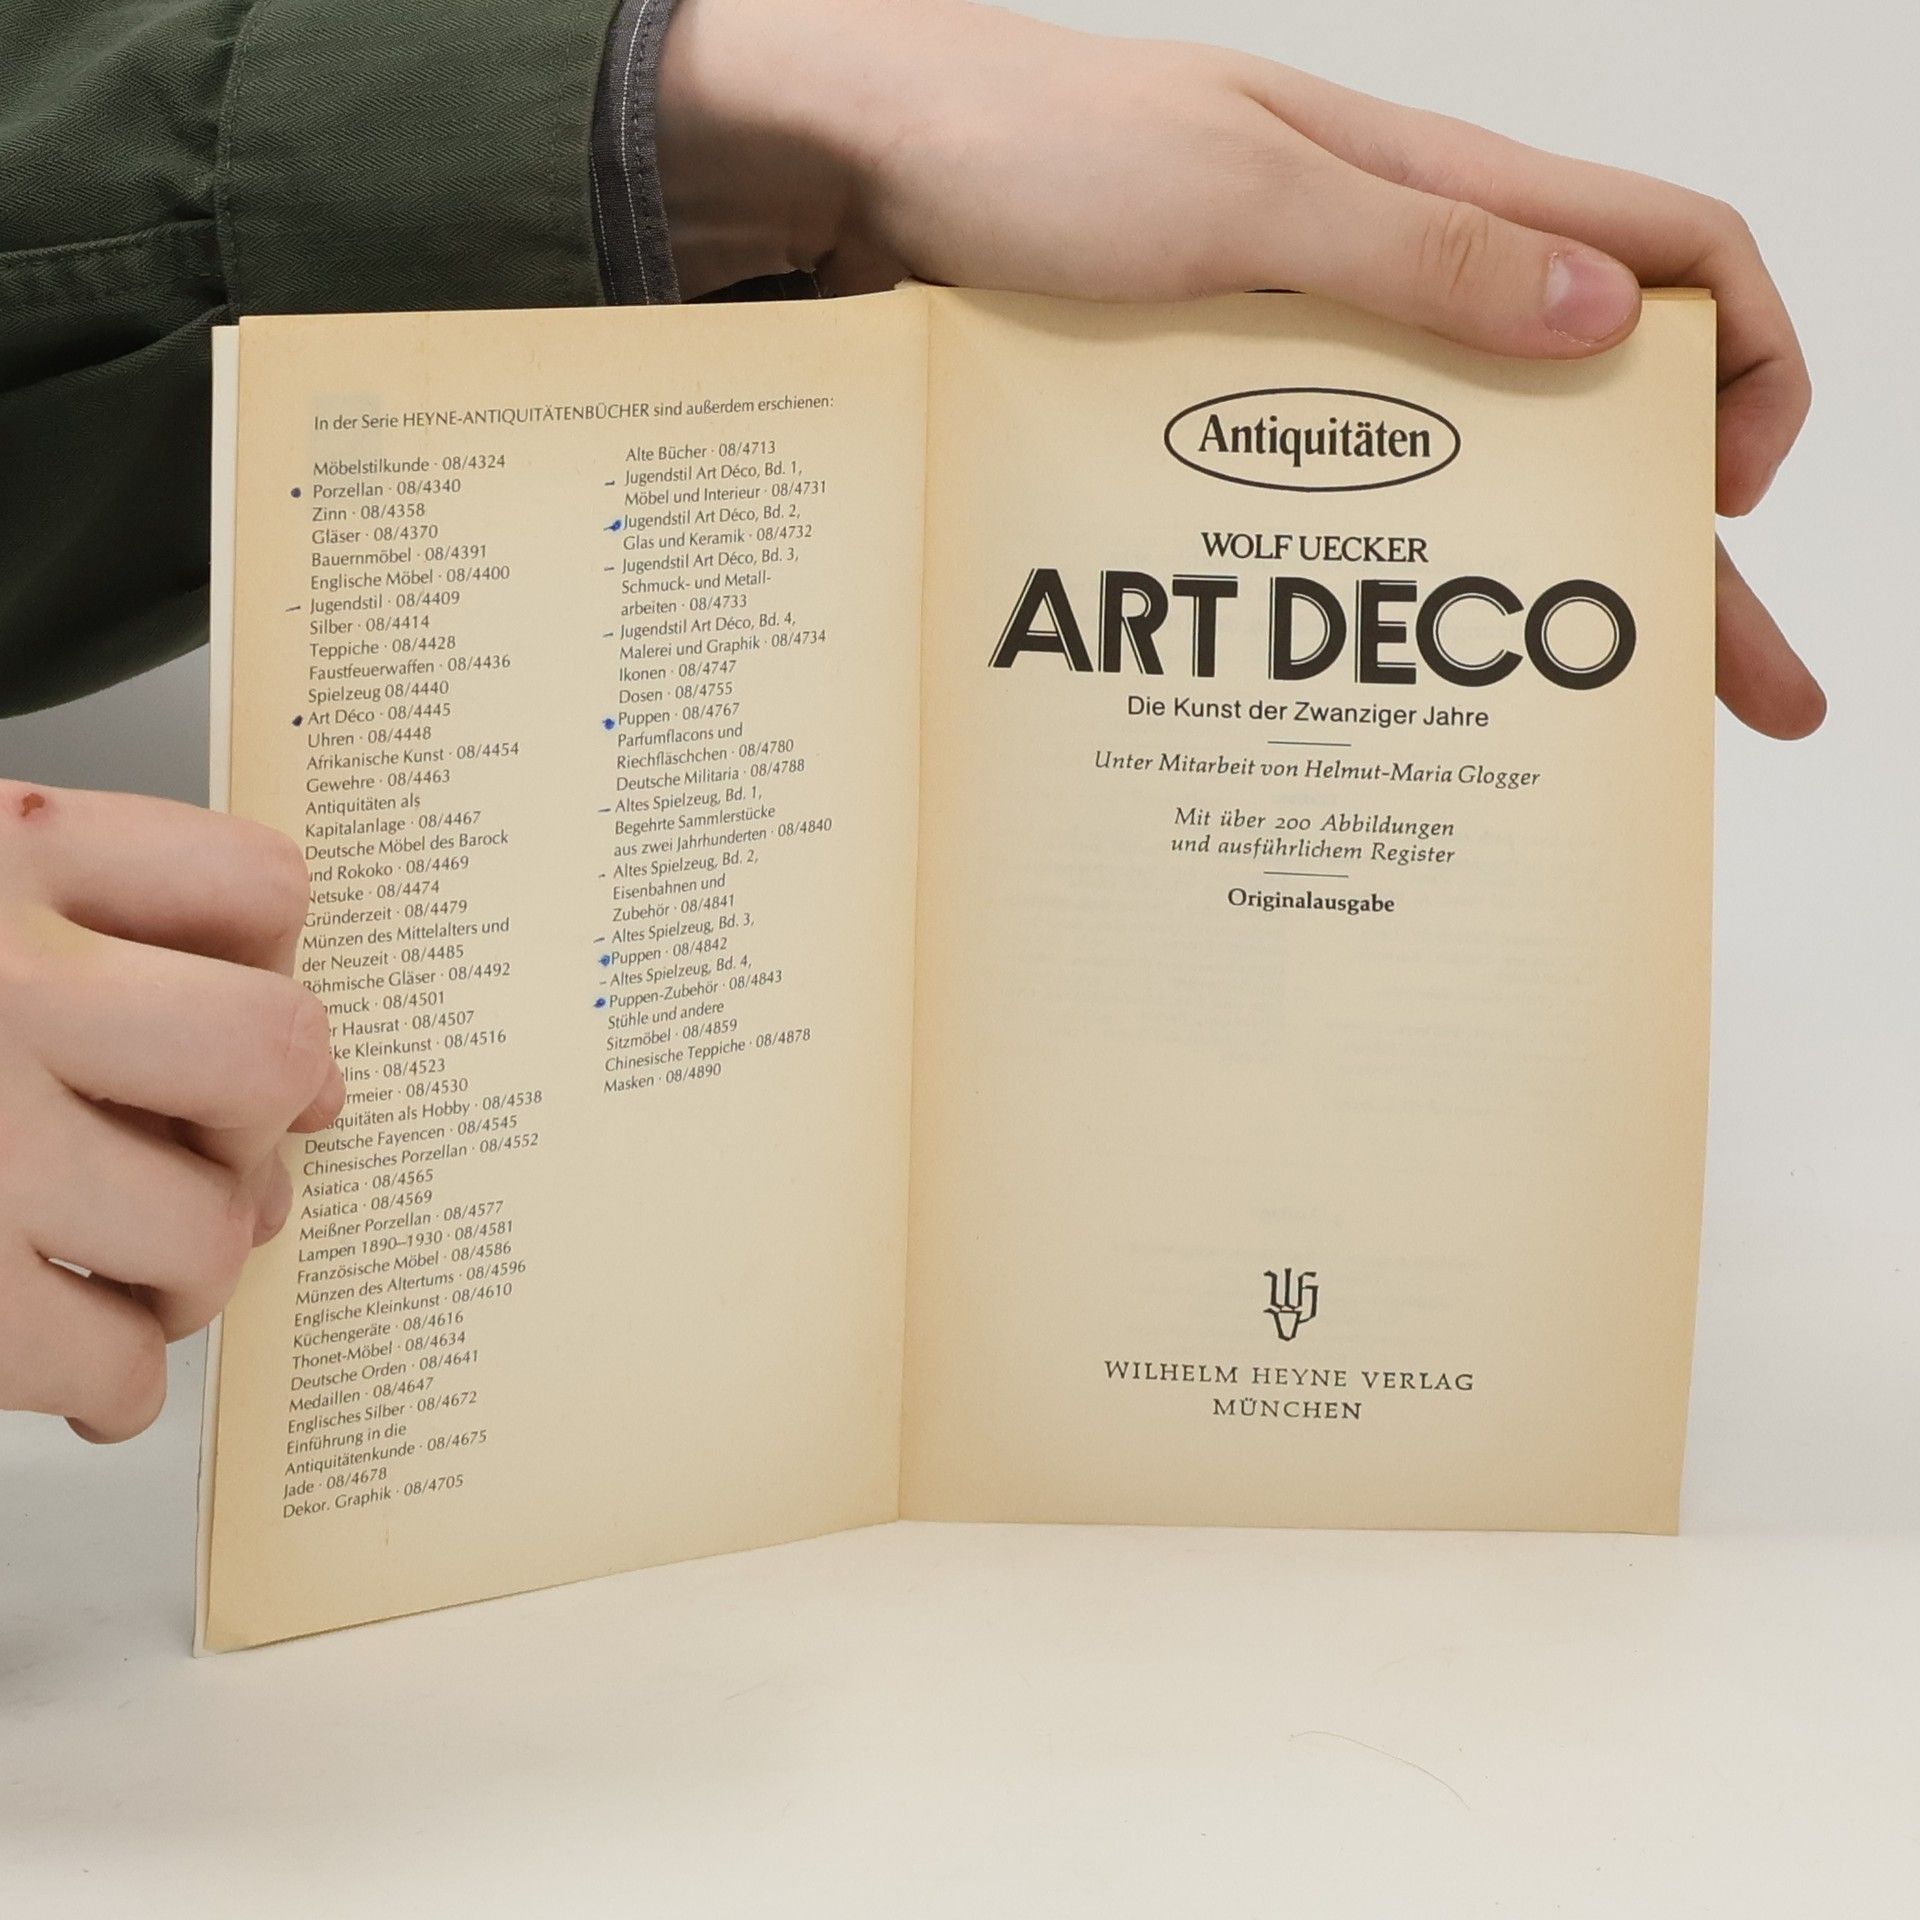 In der Serie HEYNE-ANTIQUITÄTENBÜCHER sind außerdem erschienen:
Möbelstilkunde · 08/4324
Porzellan · 08/4340
Zinn · 08/4358
Gläser · 08/4370
Bauernmöbel · 08/4391
Englische Möbel · 08/4400
Jugendstil · 08/4409
Silber · 08/4414
Teppiche · 08/4428
Faustfeuerwaffen · 08/4436
Spielzeug 08/4440
Art Déco · 08/4445
Uhren · 08/4448
Afrikanische Kunst · 08/4454
Gewehre · 08/4463
Antiquitäten als
Kapitalanlage · 08/4467
Deutsche Möbel des Barock
und Rokoko · 08/4469
Netsuke · 08/4474
Gründerzeit · 08/4479
Münzen des Mittelalters und
der Neuzeit · 08/4485
Böhmische Gläser · 08/4492
muck · 08/4501
r Hausrat · 08/4507
ke Kleinkunst · 08/4516
lins · 08/4523
rmeier · 08/4530
quitäten als Hobby · 08/4538
Deutsche Fayencen · 08/4545
Chinesisches Porzellan · 08/4552
Asiatica · 08/4565
Asiatica · 08/4569
Meißner Porzellan · 08/4577
Lampen 1890–1930 · 08/4581
Französische Möbel · 08/4586
Münzen des Altertums · 08/4596
Englische Kleinkunst · 08/4610
Küchengeräte · 08/4616
Thonet-Möbel · 08/4634
Deutsche Orden · 08/4641
Medaillen · 08/4647
Englisches Silber · 08/4672
Einführung in die
Antiquitätenkunde · 08/4675
Jade · 08/4678
Dekor. Graphik · 08/4705
Alte Bücher · 08/4713
Jugendstil Art Déco, Bd. 1,
Möbel und Interieur · 08/4731
Jugendstil Art Déco, Bd. 2,
Glas und Keramik · 08/4732
Jugendstil Art Déco, Bd. 3,
Schmuck- und Metall-
arbeiten · 08/4733
Jugendstil Art Déco, Bd. 4,
Malerei und Graphik · 08/4734
Ikonen · 08/4747
Dosen · 08/4755
Puppen · 08/4767
Parfumflacons und
Riechfläschchen · 08/4780
Deutsche Militaria · 08/4788
Altes Spielzeug, Bd. 1,
Begehrte Sammlerstücke
aus zwei Jahrhunderten · 08/4840
Altes Spielzeug, Bd. 2,
Eisenbahnen und
Zubehör · 08/4841
Altes Spielzeug, Bd. 3,
Puppen · 08/4842
Altes Spielzeug, Bd. 4,
Puppen-Zubehör · 08/4843
Stühle und andere
Sitzmöbel · 08/4859
Chinesische Teppiche · 08/4878
Masken · 08/4890
Antiquitäten
WOLF UECKER
ART DECO
Die Kunst der Zwanziger Jahre
Unter Mitarbeit von Helmut-Maria Glogger
Mit über 200 Abbildungen
und ausführlichem Register
Originalausgabe
WILHELM HEYNE VERLAG
MÜNCHEN